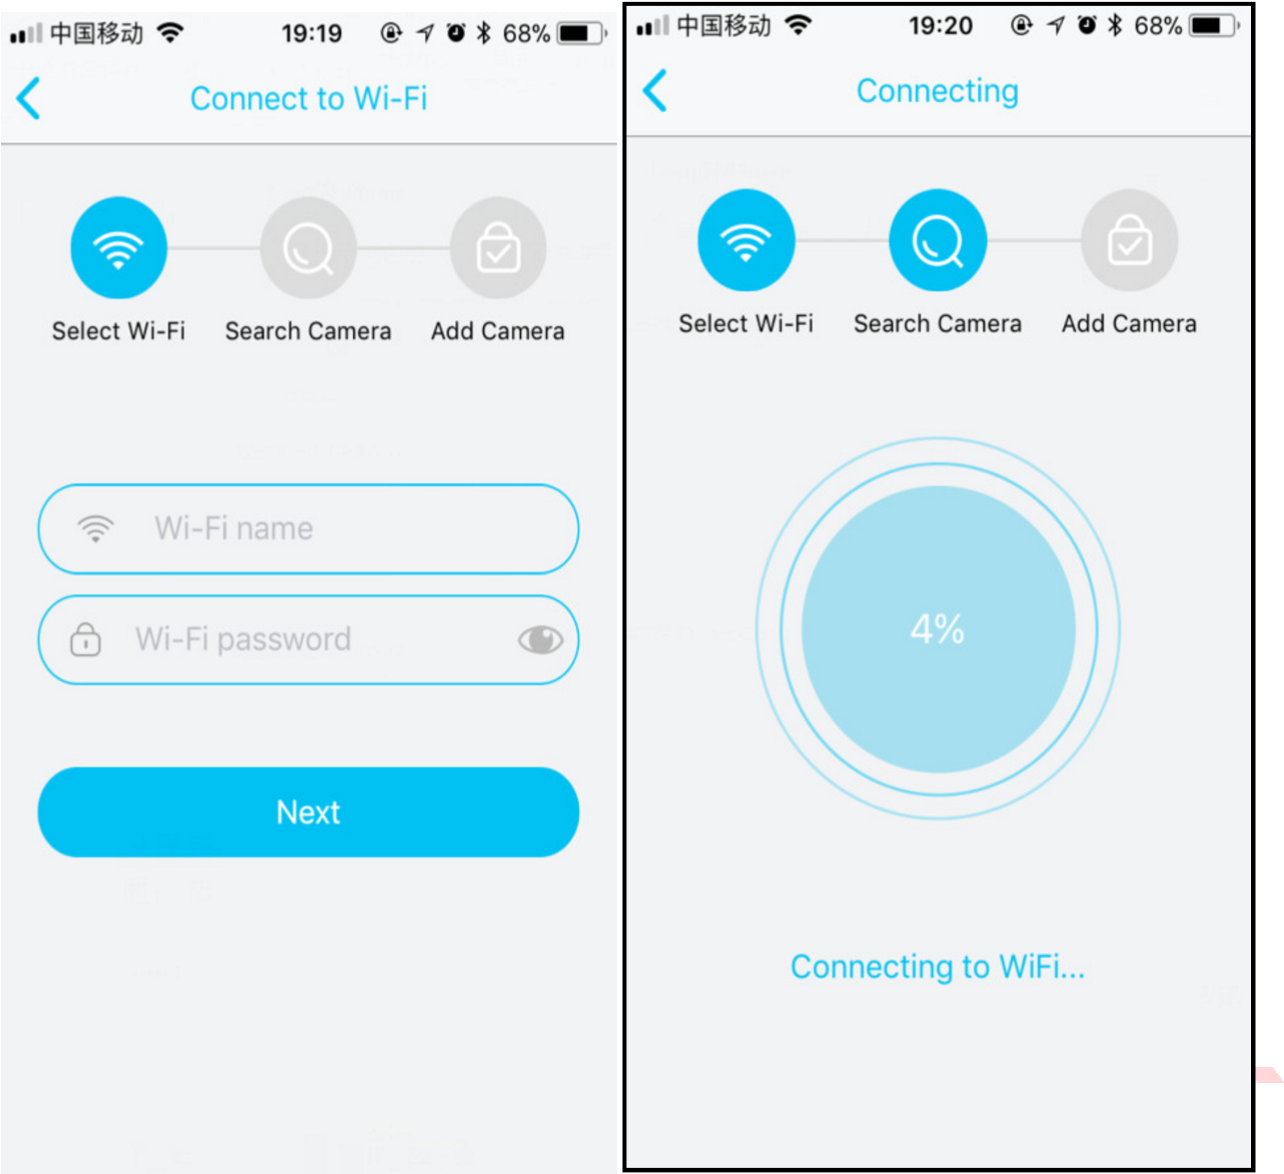 中国移动 19:19 68%
Connect to Wi-Fi
Select Wi-Fi Search Camera Add Camera
Wi-Fi name
Wi-Fi password
Next
中国移动 19:20 68%
Connecting
Select Wi-Fi Search Camera Add Camera
4%
Connecting to WiFi...